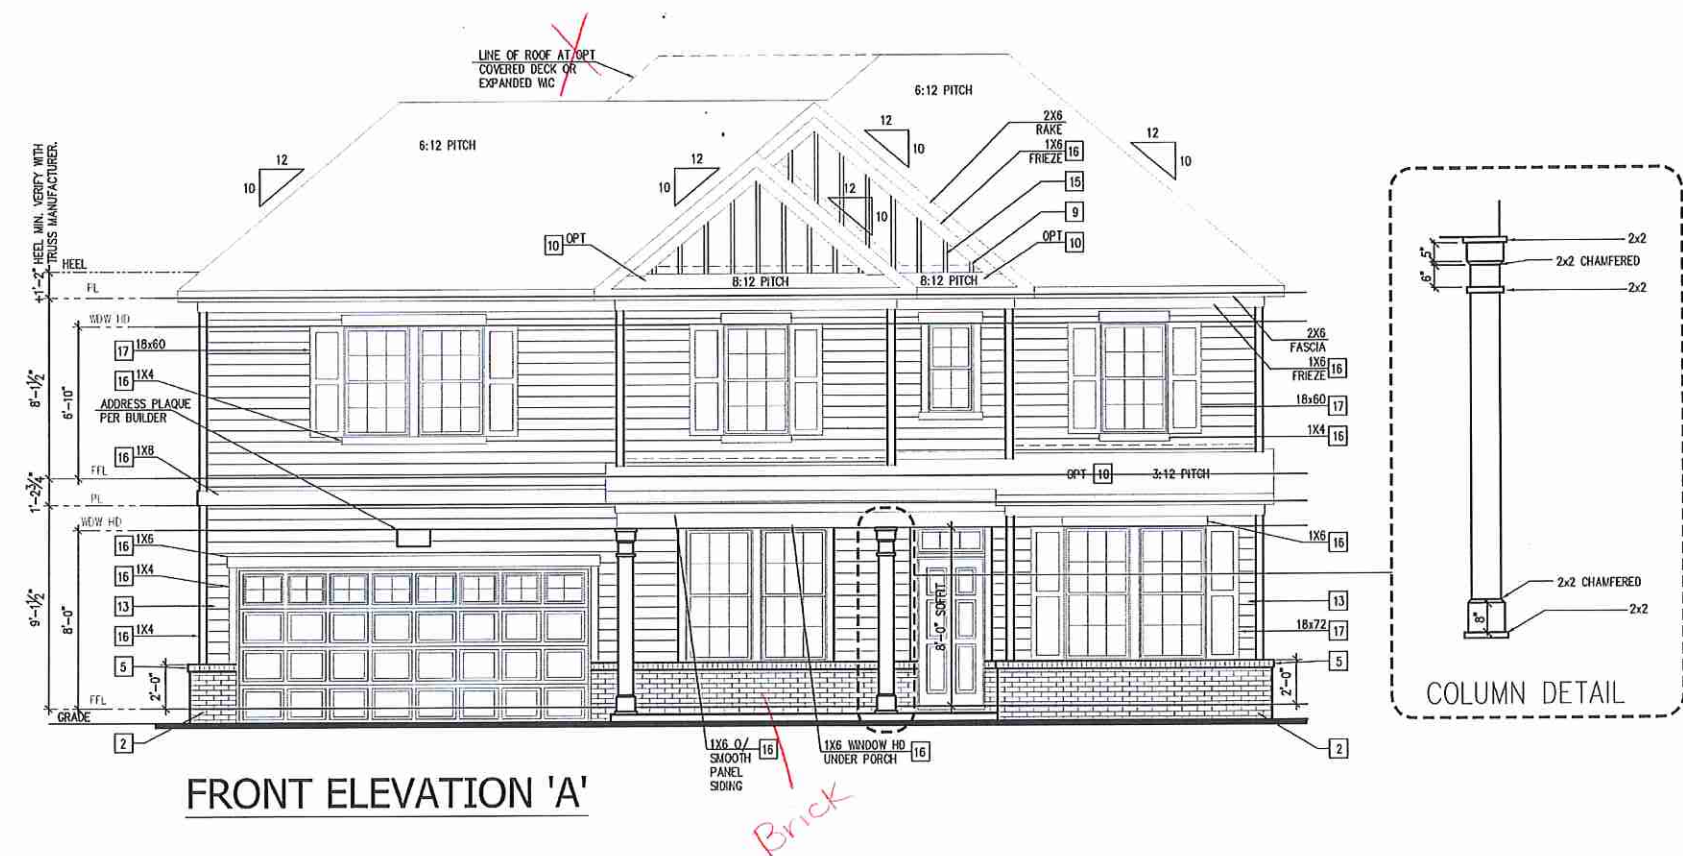 LINE OF ROOF AT OPT
COVERED DECK OR
EXPANDED WIC
6:12 PITCH
6:12 PITCH
12
10
12
10
12
10
12
10
12
10
2X6
RAKE
1X6
FRIEZE 16
15
9
OPT 10
10 OPT
8:12 PITCH
8:12 PITCH
+1'-2" HEEL MIN. VERIFY WITH
TRUSS MANUFACTURER.
HEEL
PL
WDW HD
8'-1½"
6'-10"
17 18x60
16 1X4
ADDRESS PLAQUE
PER BUILDER
16 1X8
FFL
1'-2¾"
PL
WDW HD
9'-1½"
8'-0"
16 1X6
16 1X4
13
16 1X4
5
2'-0"
FFL
GRADE
2
2X6
FASCIA
1X6
FRIEZE 16
18x60 17
1X4 16
OPT 10 3:12 PITCH
1X6 16
8'-0" SOFFIT
13
18x72 17
5
2'-0"
2
1X6 O/ 16
SMOOTH
PANEL
SIDING
1X6 WINDOW HD 16
UNDER PORCH
Brick
FRONT ELEVATION 'A'
2x2
5"
2x2 CHAMFERED
6"
2x2
2x2 CHAMFERED
8"
2x2
COLUMN DETAIL